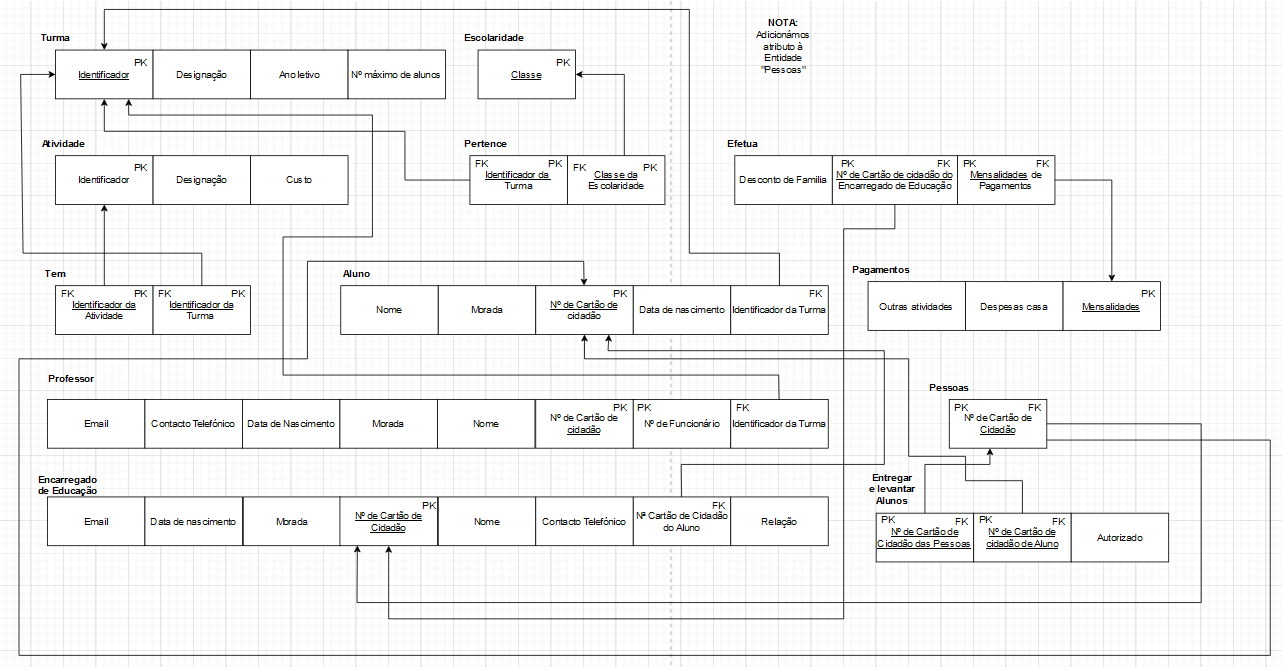 NOTA:
Adicionámos
atributo à
Entidade
"Pessoas"
Turma
PK
Identificador
Designação
Ano letivo
Nº máximo de alunos
Escolaridade
PK
Classe
Atividade
PK
Identificador
Designação
Custo
Pertence
FK PK
Identificador da
Turma
FK PK
Classe da
Escolaridade
Efetua
Desconto de Familia
PK FK
Nº de Cartão de cidadão do
Encarregado de Educação
PK FK
Mensalidades de
Pagamentos
Tem
FK PK
Identificador da
Atividade
FK PK
Identificador da
Turma
Aluno
Nome
Morada
PK
Nº de Cartão de
cidadão
Data de nascimento
FK
Identificador da Turma
Pagamentos
Outras atividades
Despesas casa
PK
Mensalidades
Professor
Email
Contacto Telefónico
Data de Nascimento
Morada
Nome
PK
Nº de Cartão de
cidadão
PK
Nº de Funcionário
FK
Identificador da Turma
Pessoas
PK FK
Nº de Cartão de
Cidadão
Encarregado
de Educação
Email
Data de nascimento
Morada
PK
Nº de Cartão de
Cidadão
Nome
Contacto Telefónico
FK
Nª Cartão de Cidadão
do Aluno
Relação
Entregar
e levantar
Alunos
PK FK
Nº de Cartão de
Cidadão das Pessoas
PK FK
Nº de Cartão de
cidadão de Aluno
Autorizado